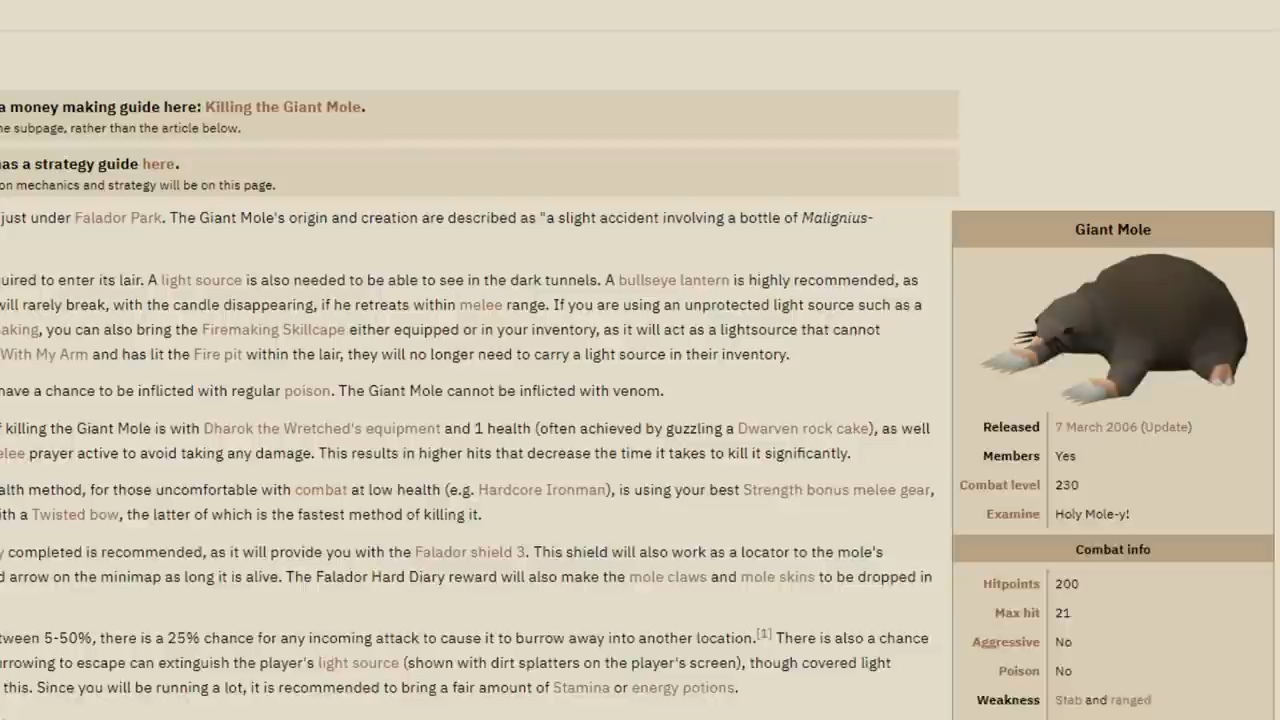 a money making guide here: Killing the Giant Mole.
he subpage, rather than the article below.
has a strategy guide here.
on mechanics and strategy will be on this page.
just under Falador Park. The Giant Mole's origin and creation are described as "a slight accident involving a bottle of Malignius-
uired to enter its lair. A light source is also needed to be able to see in the dark tunnels. A bullseye lantern is highly recommended, as
will rarely break, with the candle disappearing, if he retreats within melee range. If you are using an unprotected light source such as a
aking, you can also bring the Firemaking Skillcape either equipped or in your inventory, as it will act as a lightsource that cannot
With My Arm and has lit the Fire pit within the lair, they will no longer need to carry a light source in their inventory.
have a chance to be inflicted with regular poison. The Giant Mole cannot be inflicted with venom.
f killing the Giant Mole is with Dharok the Wretched's equipment and 1 health (often achieved by guzzling a Dwarven rock cake), as well
elee prayer active to avoid taking any damage. This results in higher hits that decrease the time it takes to kill it significantly.
alth method, for those uncomfortable with combat at low health (e.g. Hardcore Ironman), is using your best Strength bonus melee gear,
ith a Twisted bow, the latter of which is the fastest method of killing it.
y completed is recommended, as it will provide you with the Falador shield 3. This shield will also work as a locator to the mole's
d arrow on the minimap as long it is alive. The Falador Hard Diary reward will also make the mole claws and mole skins to be dropped in
tween 5-50%, there is a 25% chance for any incoming attack to cause it to burrow away into another location.[1] There is also a chance
urrowing to escape can extinguish the player's light source (shown with dirt splatters on the player's screen), though covered light
this. Since you will be running a lot, it is recommended to bring a fair amount of Stamina or energy potions.
Giant Mole
Released 7 March 2006 (Update)
Members Yes
Combat level 230
Examine Holy Mole-y!
Combat info
Hitpoints 200
Max hit 21
Aggressive No
Poison No
Weakness Stab and ranged